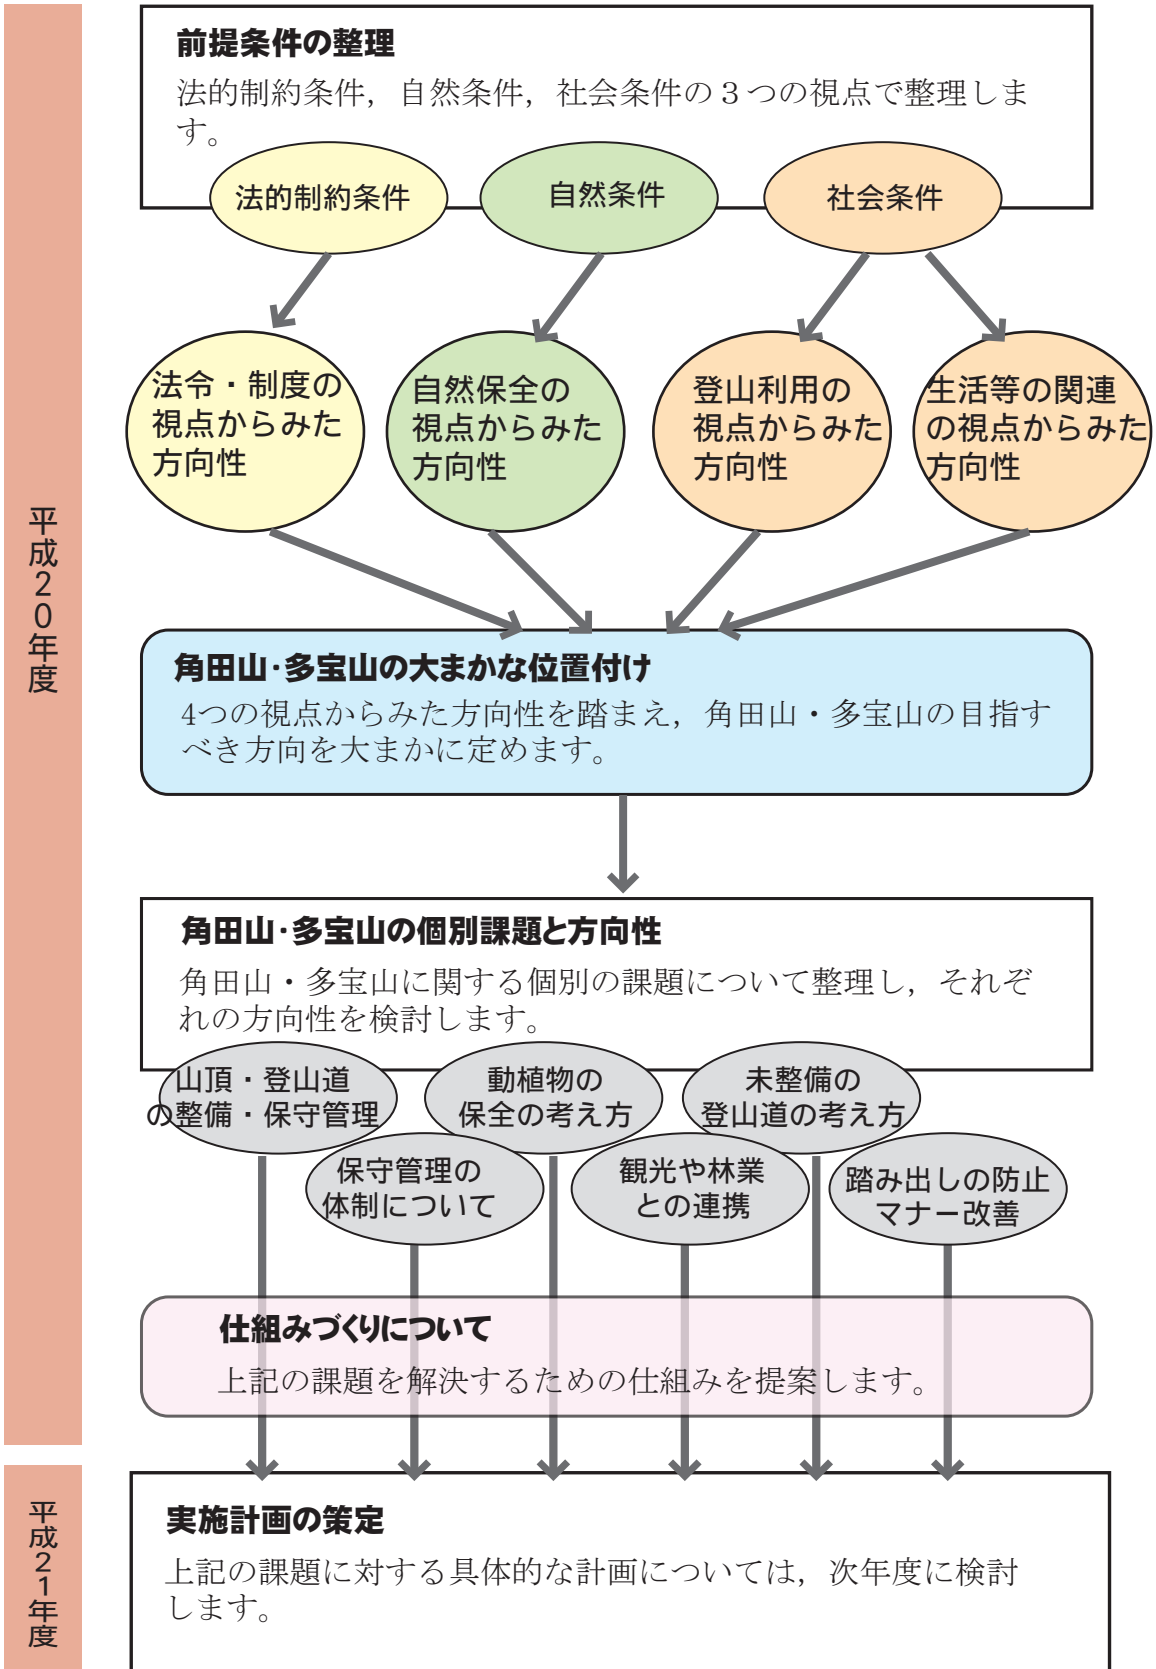 平成20年度
前提条件の整理
法的制約条件，自然条件，社会条件の３つの視点で整理しま
す。
法的制約条件
自然条件
社会条件
法令・制度の
視点からみた
方向性
自然保全の
視点からみた
方向性
登山利用の
視点からみた
方向性
生活等の関連
の視点からみた
方向性
角田山・多宝山の大まかな位置付け
4つの視点からみた方向性を踏まえ，角田山・多宝山の目指す
べき方向を大まかに定めます。
角田山・多宝山の個別課題と方向性
角田山・多宝山に関する個別の課題について整理し，それぞ
れの方向性を検討します。
山頂・登山道
の整備・保守管理
動植物の
保全の考え方
未整備の
登山道の考え方
保守管理の
体制について
観光や林業
との連携
踏み出しの防止
マナー改善
仕組みづくりについて
上記の課題を解決するための仕組みを提案します。
平成21年度
実施計画の策定
上記の課題に対する具体的な計画については，次年度に検討
します。